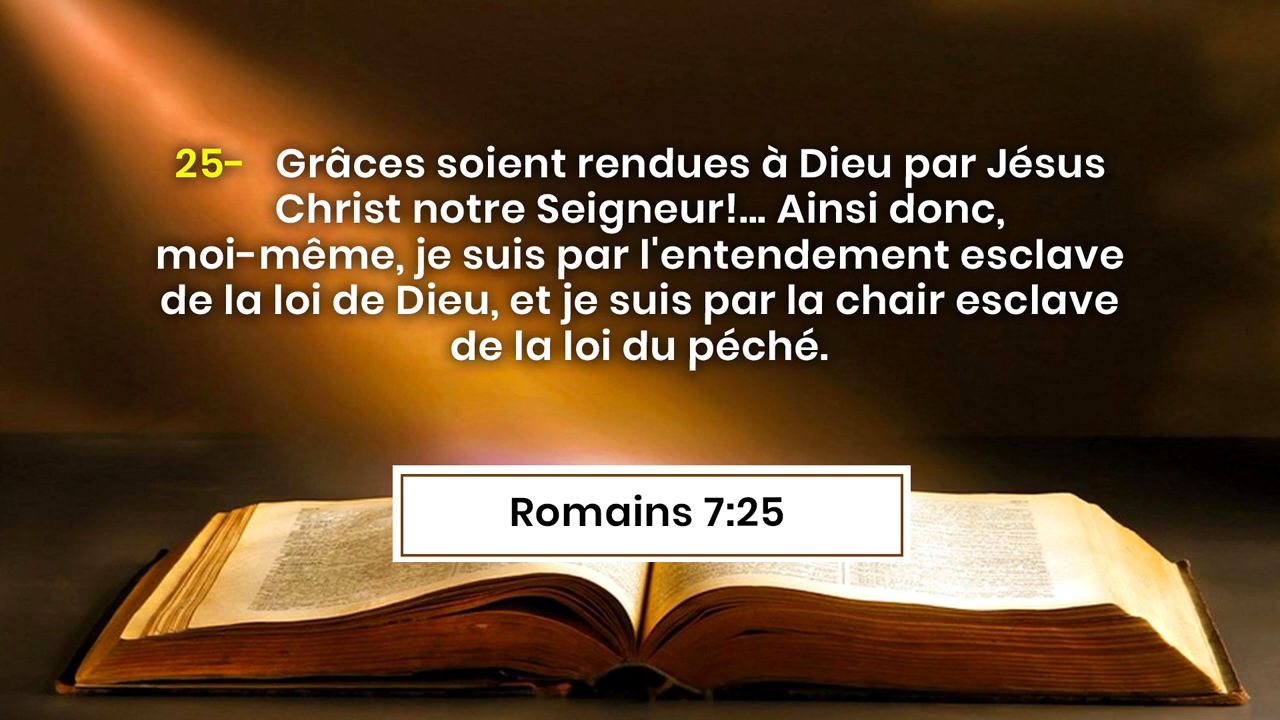 25- Grâces soient rendues à Dieu par Jésus
Christ notre Seigneur!... Ainsi donc,
moi-même, je suis par l'entendement esclave
de la loi de Dieu, et je suis par la chair esclave
de la loi du péché.
Romains 7:25